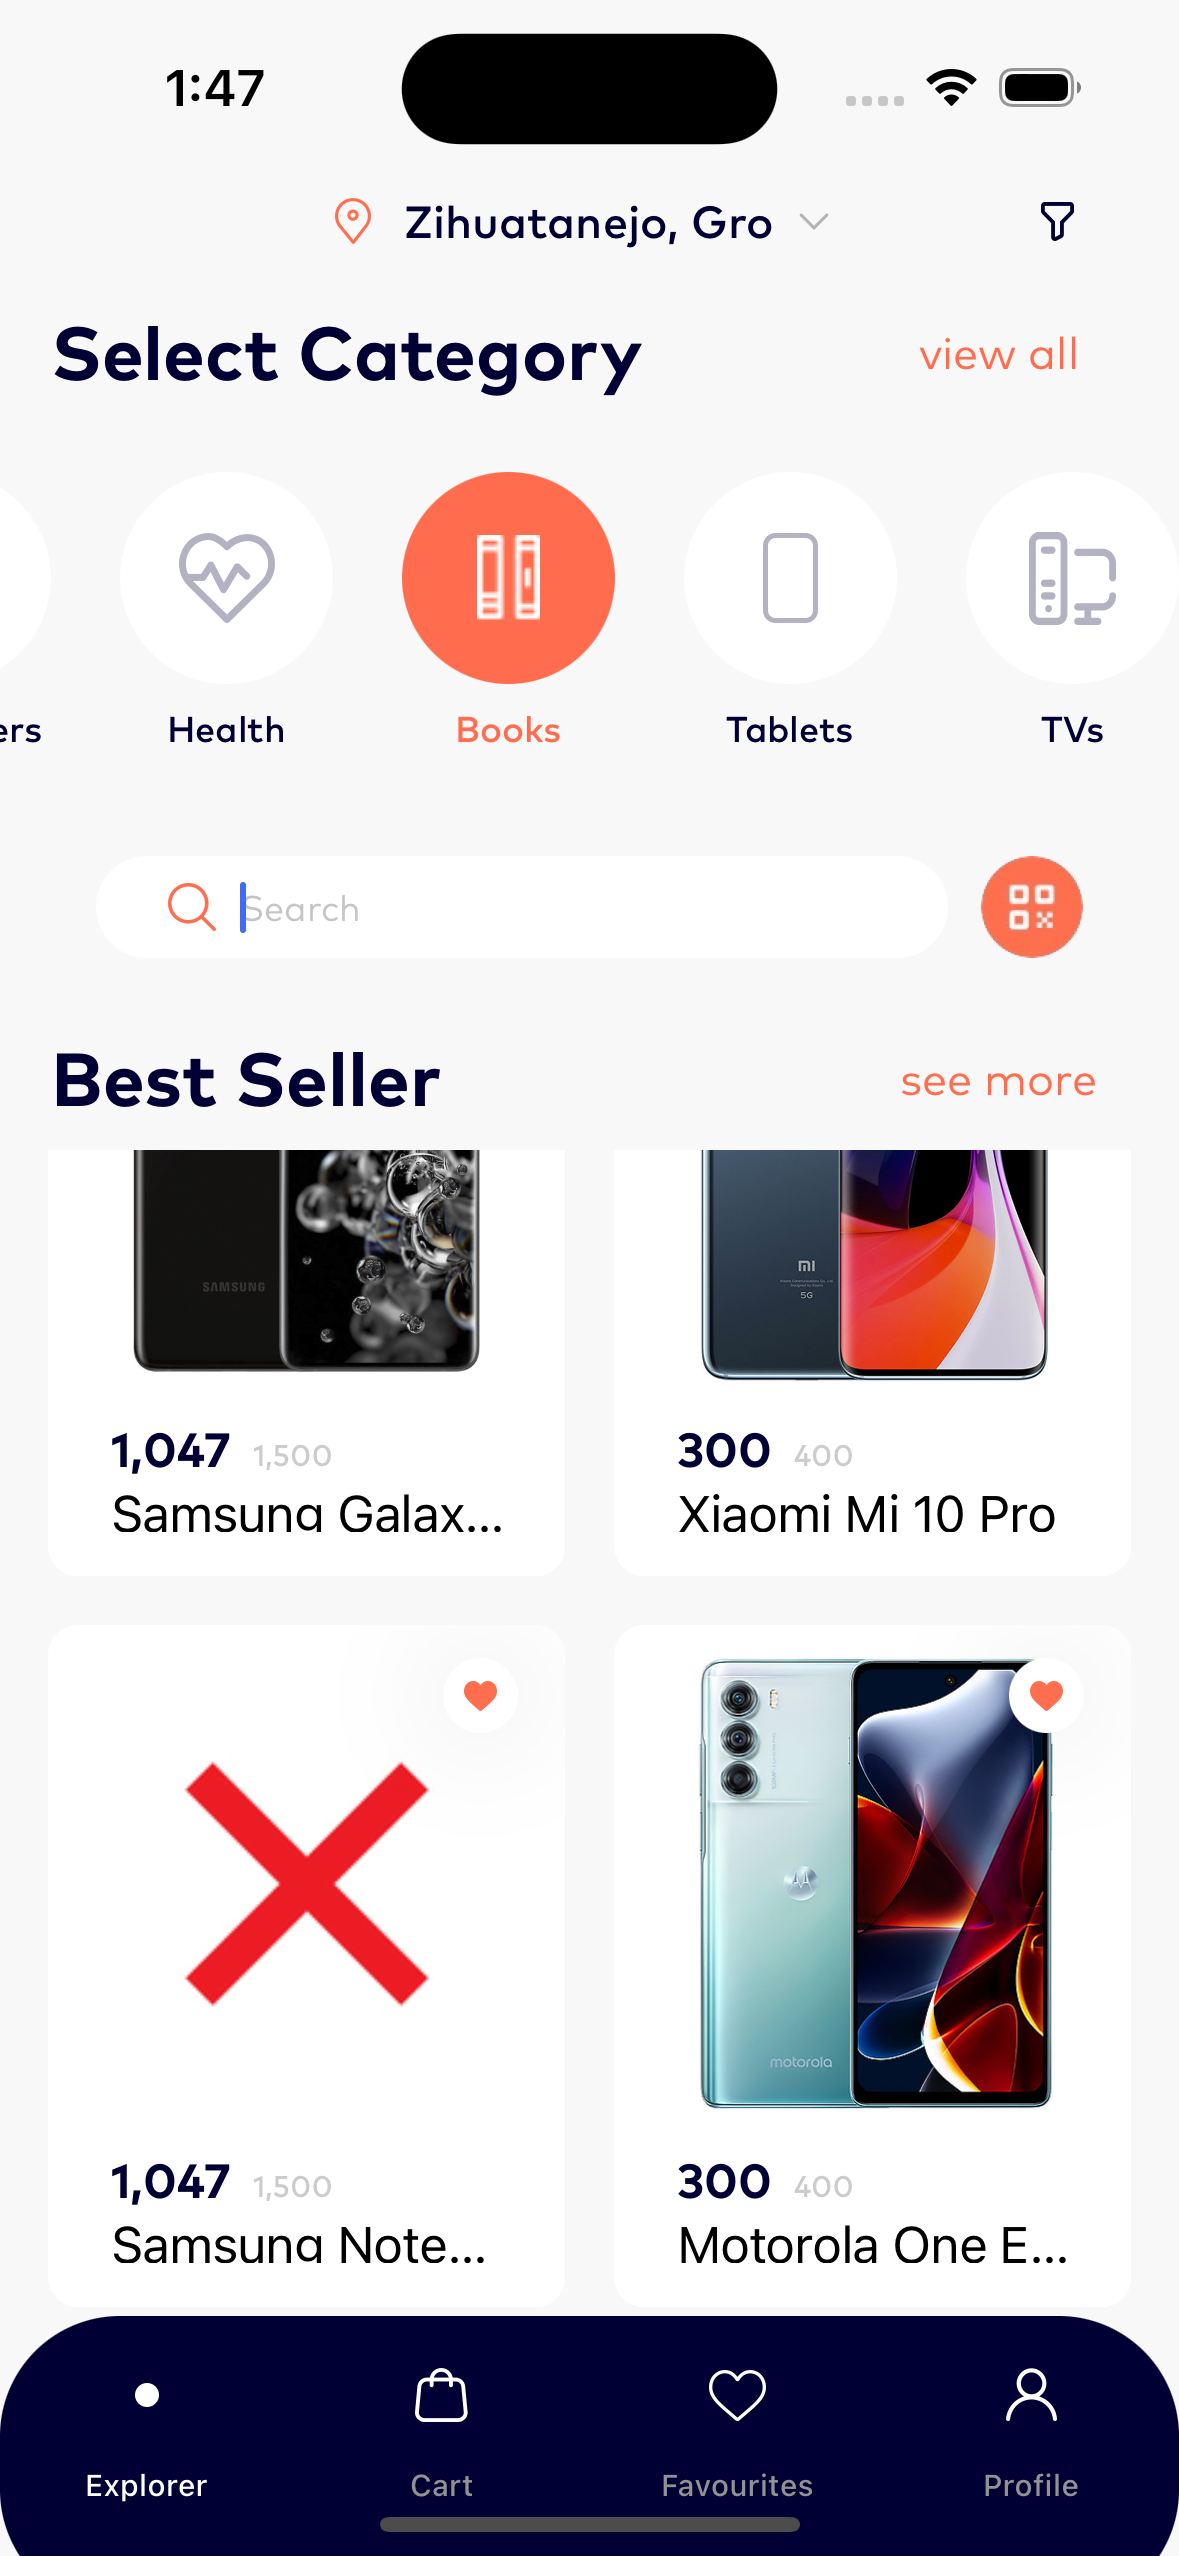 1:47
Zihuatanejo, Gro
Select Category
view all
ers
Health
Books
Tablets
TVs
Search
Best Seller
see more
SAMSUNG
MI
5G
1,047 1,500
Samsung Galax...
300 400
Xiaomi Mi 10 Pro
motorola
1,047 1,500
Samsung Note...
300 400
Motorola One E...
Explorer
Cart
Favourites
Profile